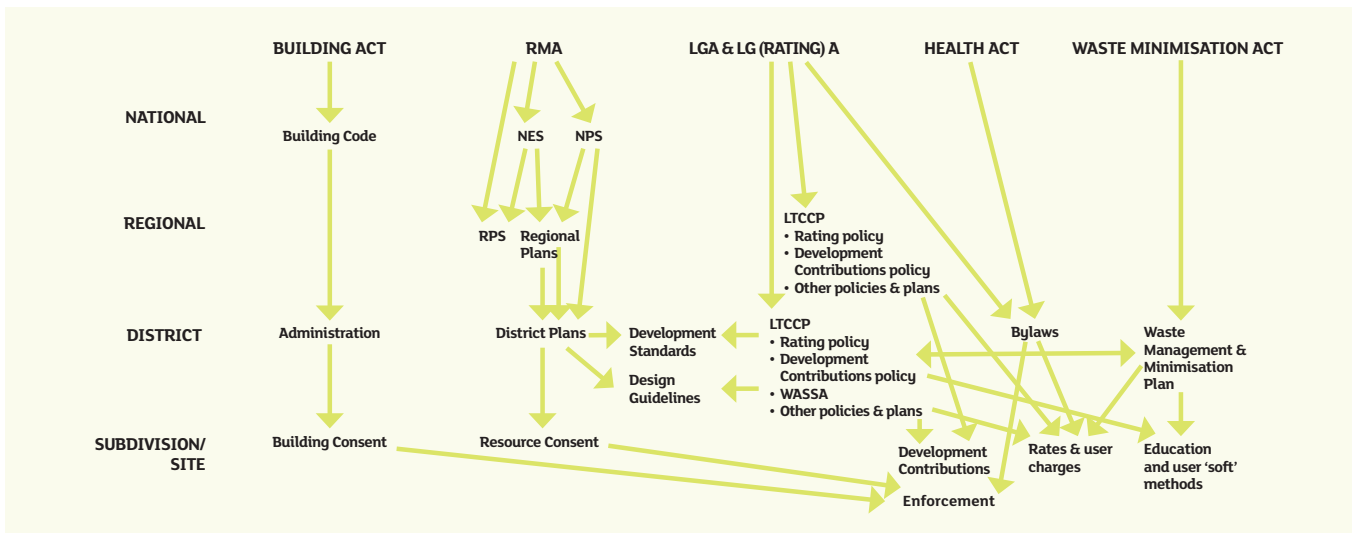 BUILDING ACT
RMA
LGA & LG (RATING) A
HEALTH ACT
WASTE MINIMISATION ACT
NATIONAL
Building Code
NES
NPS
REGIONAL
RPS
Regional
Plans
LTCCP
• Rating policy
• Development
Contributions policy
• Other policies & plans
DISTRICT
Administration
District Plans
Development
Standards
Design
Guidelines
LTCCP
• Rating policy
• Development
Contributions policy
• WASSA
• Other policies & plans
Bylaws
Waste
Management &
Minimisation
Plan
SUBDIVISION/
SITE
Building Consent
Resource Consent
Development
Contributions
Enforcement
Rates & user
charges
Education
and user ‘soft’
methods